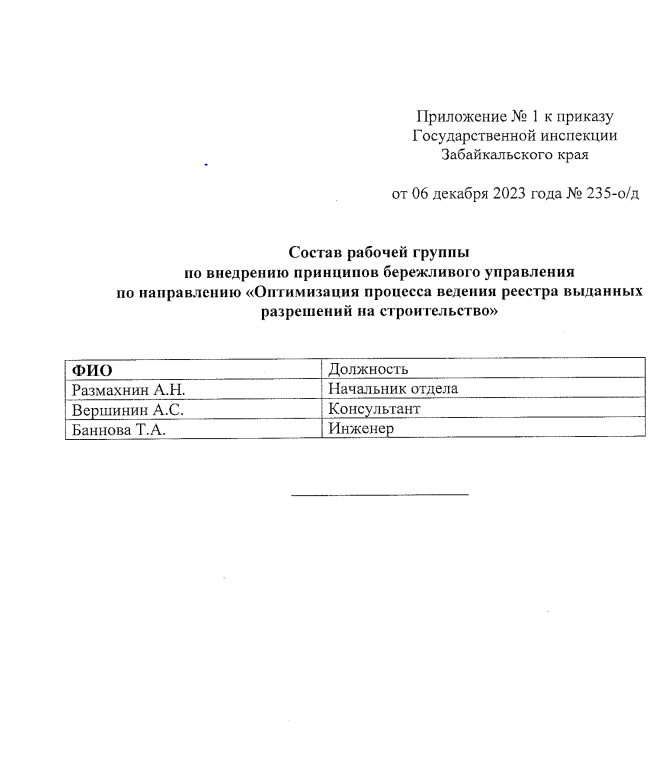 Приложение № 1 к приказу
Государственной инспекции
Забайкальского края
от 06 декабря 2023 года № 235-о/д
Состав рабочей группы
по внедрению принципов бережливого управления
по направлению «Оптимизация процесса ведения реестра выданных
разрешений на строительство»
ФИО Должность
Размахнин А.Н. Начальник отдела
Вершинин А.С. Консультант
Баннова Т.А. Инженер